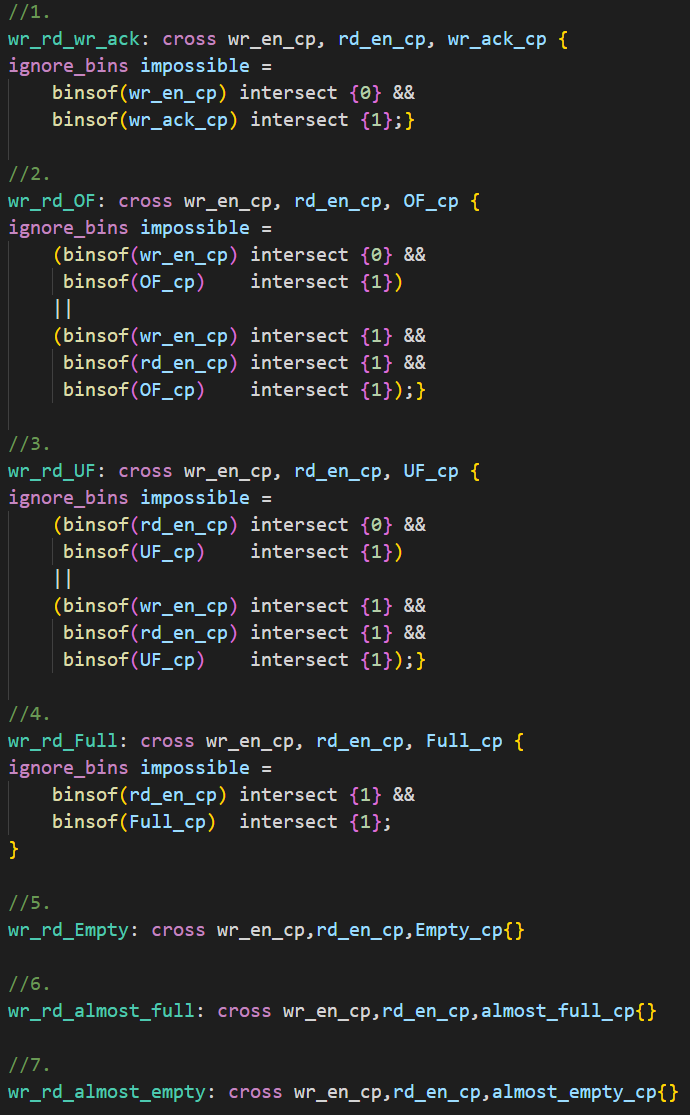 //1.
wr_rd_wr_ack: cross wr_en_cp, rd_en_cp, wr_ack_cp {
ignore_bins impossible =
    binsof(wr_en_cp) intersect {0} &&
    binsof(wr_ack_cp) intersect {1};}

//2.
wr_rd_OF: cross wr_en_cp, rd_en_cp, OF_cp {
ignore_bins impossible =
    (binsof(wr_en_cp) intersect {0} &&
     binsof(OF_cp)    intersect {1})
    ||
    (binsof(wr_en_cp) intersect {1} &&
     binsof(rd_en_cp) intersect {1} &&
     binsof(OF_cp)    intersect {1});}

//3.
wr_rd_UF: cross wr_en_cp, rd_en_cp, UF_cp {
ignore_bins impossible =
    (binsof(rd_en_cp) intersect {0} &&
     binsof(UF_cp)    intersect {1})
    ||
    (binsof(wr_en_cp) intersect {1} &&
     binsof(rd_en_cp) intersect {1} &&
     binsof(UF_cp)    intersect {1});}

//4.
wr_rd_Full: cross wr_en_cp, rd_en_cp, Full_cp {
ignore_bins impossible =
    binsof(rd_en_cp) intersect {1} &&
    binsof(Full_cp)  intersect {1};
}

//5.
wr_rd_Empty: cross wr_en_cp,rd_en_cp,Empty_cp{}

//6.
wr_rd_almost_full: cross wr_en_cp,rd_en_cp,almost_full_cp{}

//7.
wr_rd_almost_empty: cross wr_en_cp,rd_en_cp,almost_empty_cp{}